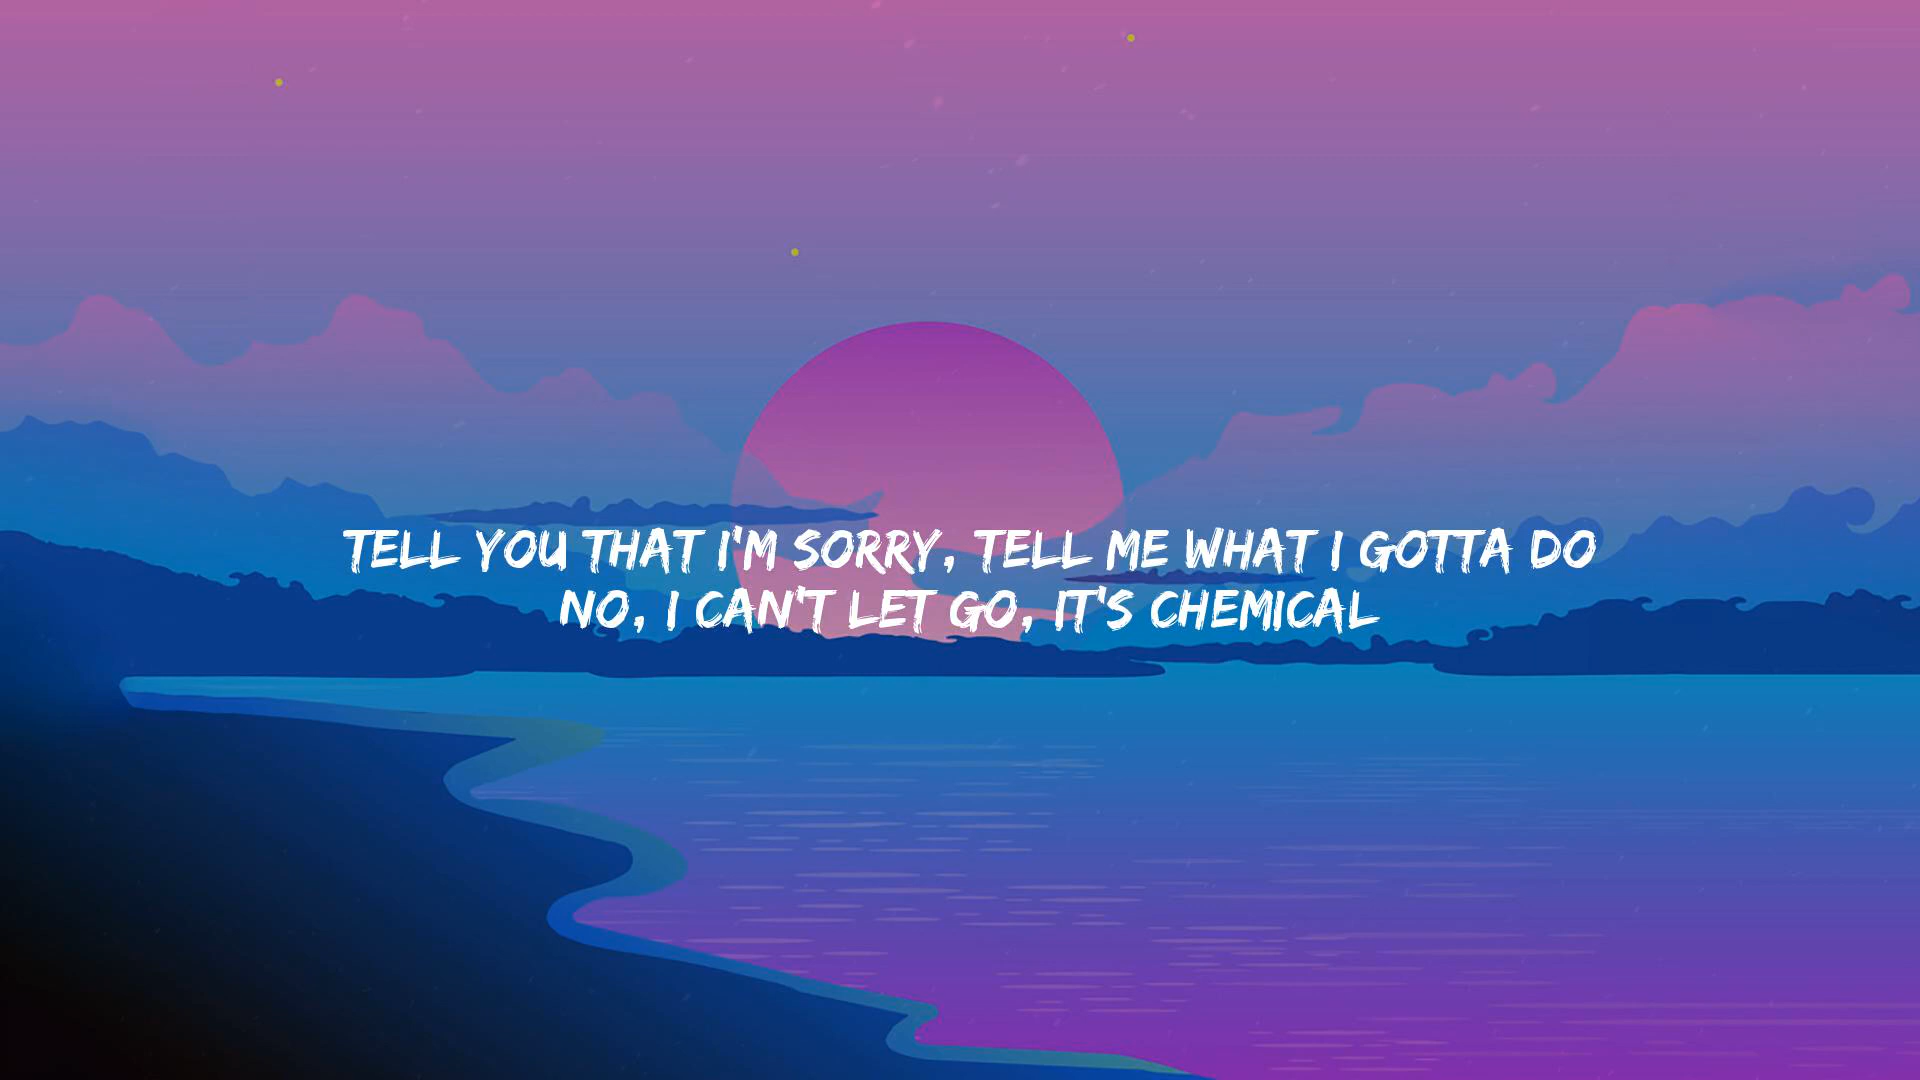 TELL YOU THAT I'M SORRY, TELL ME WHAT I GOTTA DO
NO, I CAN'T LET GO, IT'S CHEMICAL